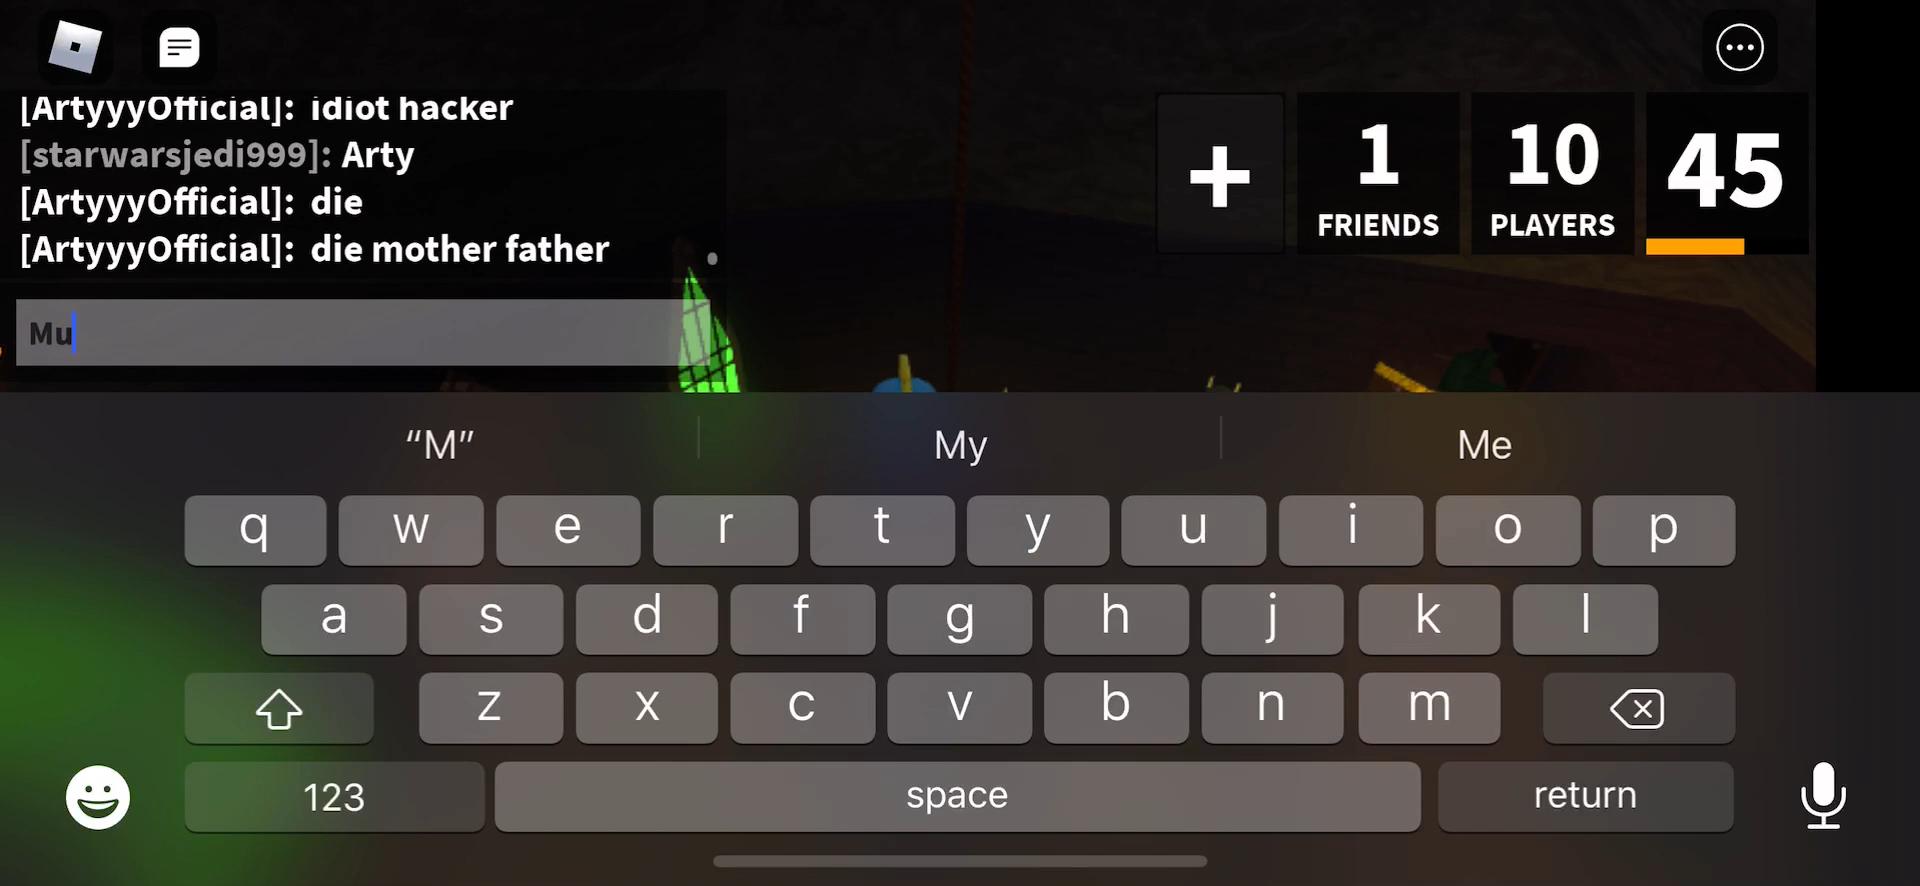 [ArtyyyOfficial]: idiot hacker
[starwarsjedi999]: Arty
[ArtyyyOfficial]: die
[ArtyyyOfficial]: die mother father
+ 1 10 45
FRIENDS PLAYERS
Mu
“M” My Me
q w e r t y u i o p
a s d f g h j k l
z x c v b n m
123 space return